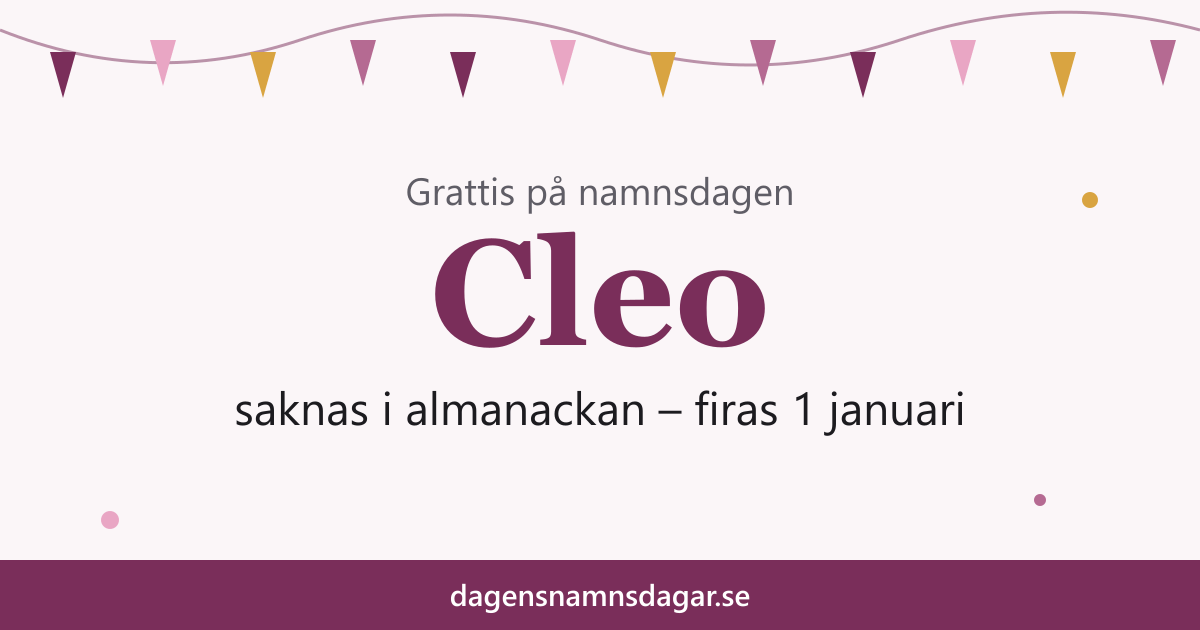 Grattis på namnsdagen
Cleo
saknas i almanackan – firas 1 januari
dagensnamnsdagar.se